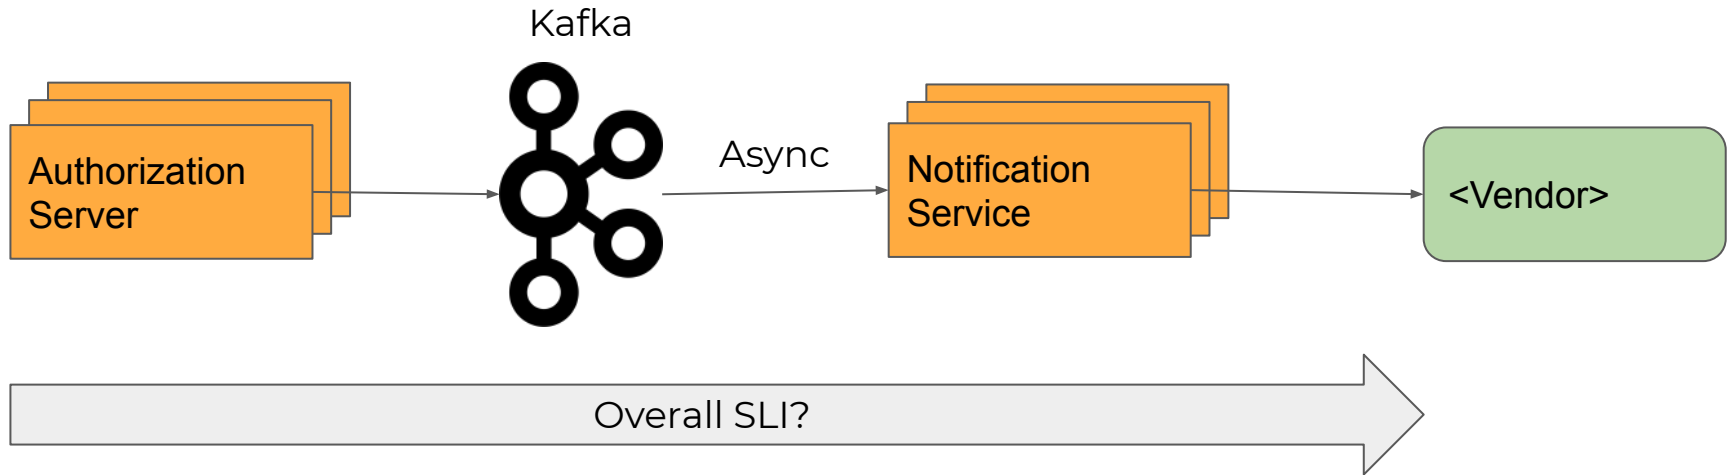 Kafka
Authorization
Server
Async
Notification
Service
<Vendor>
Overall SLI?